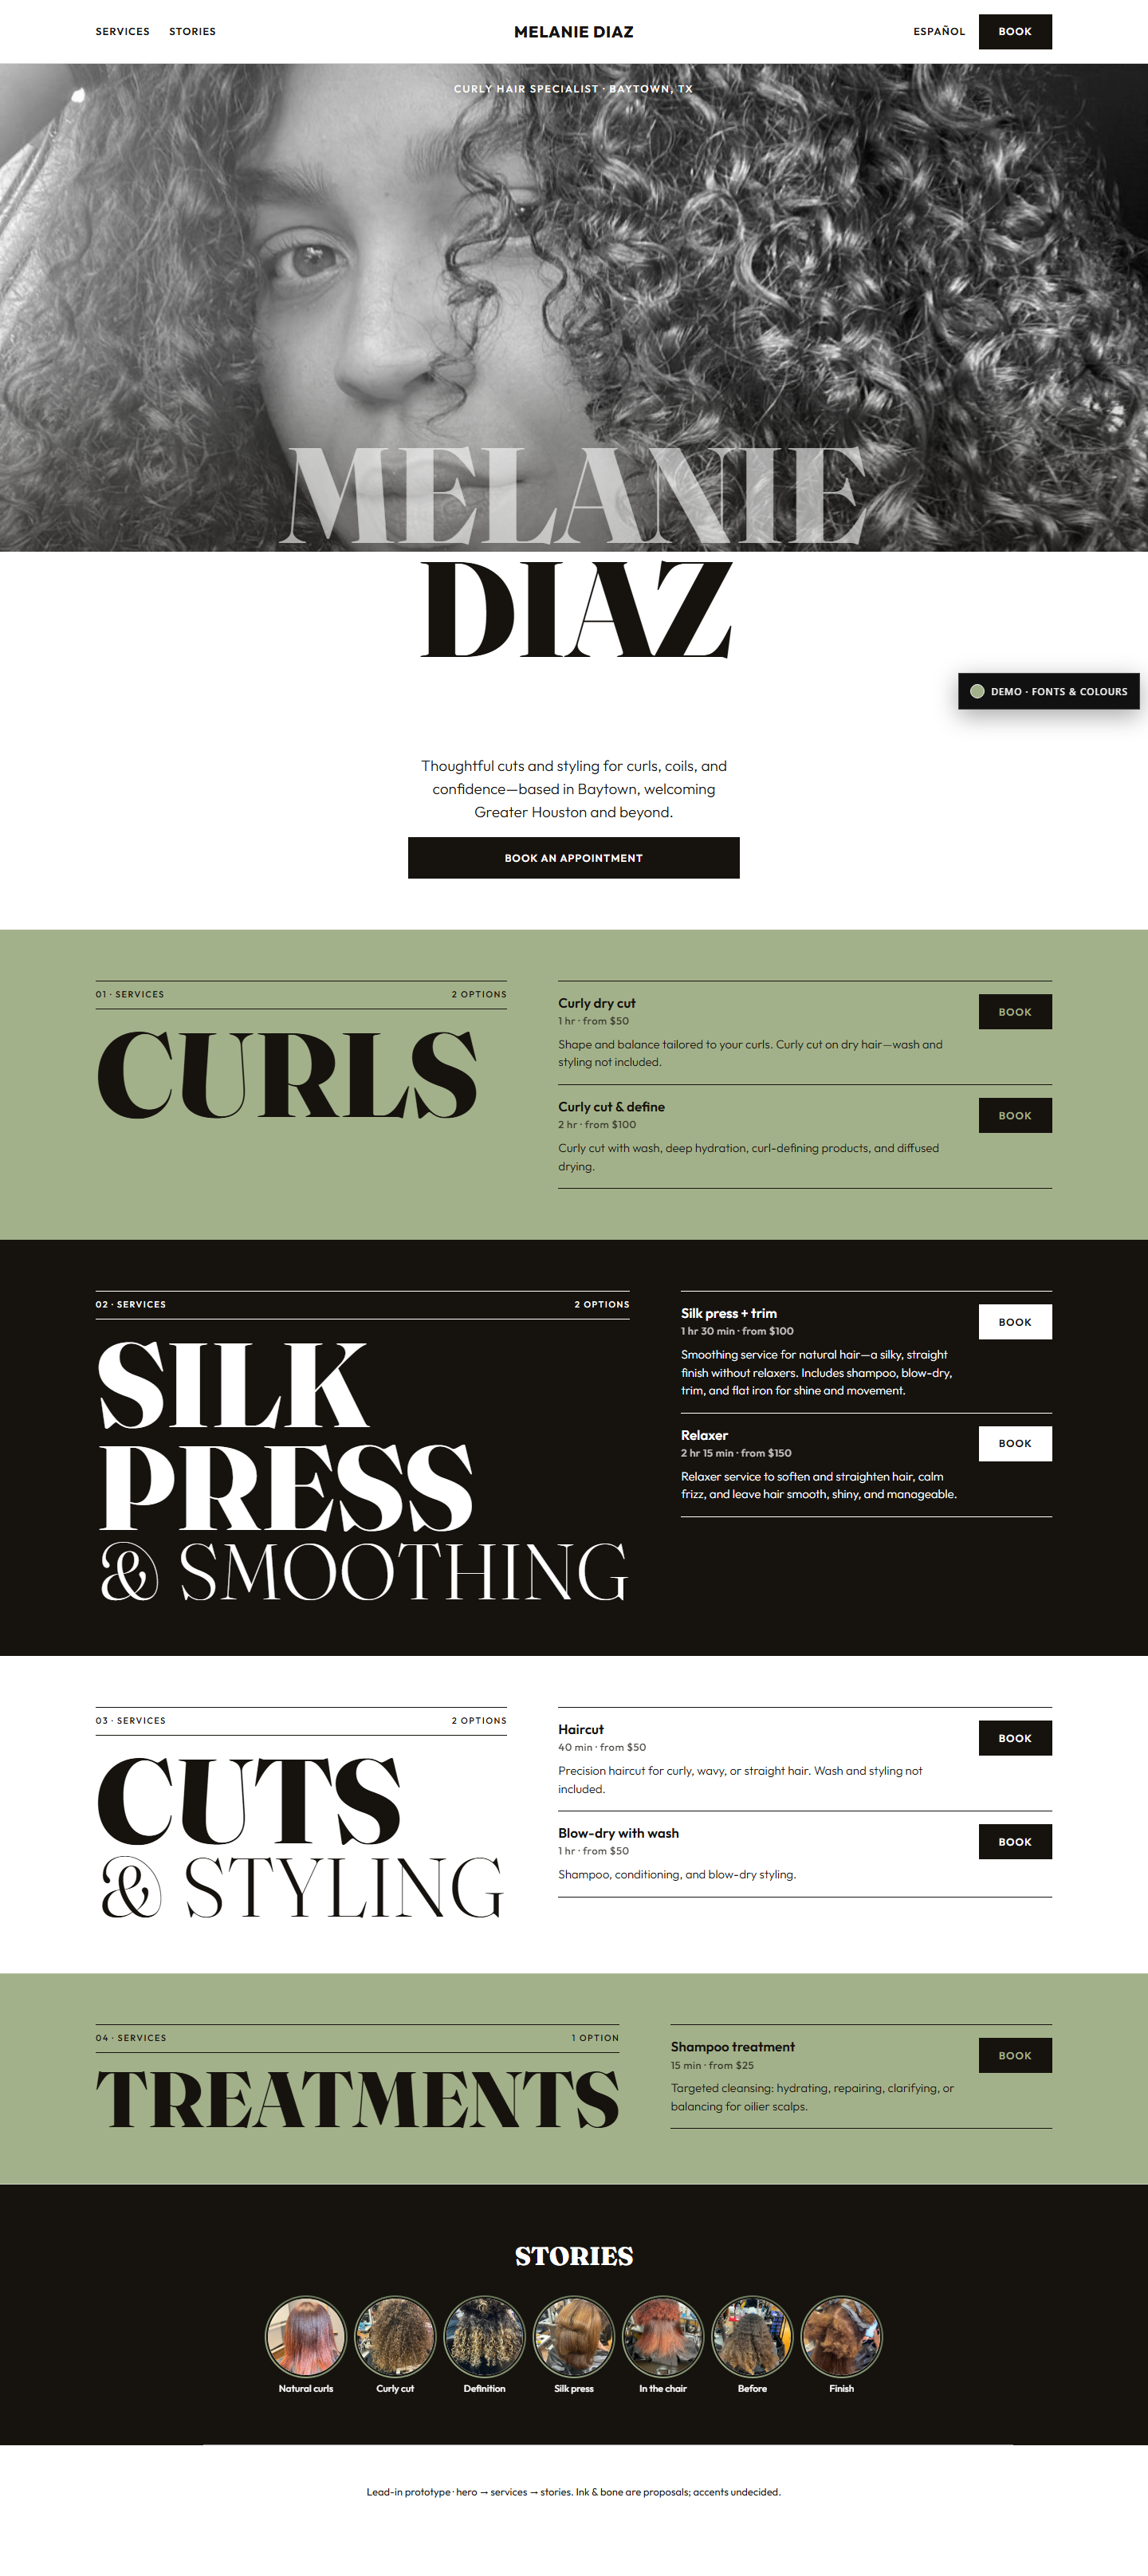 SERVICES STORIES MELANIE DIAZ ESPAÑOL BOOK
CURLY HAIR SPECIALIST · BAYTOWN, TX
MELANIE
DIAZ
DEMO · FONTS & COLOURS
Thoughtful cuts and styling for curls, coils, and
confidence—based in Baytown, welcoming
Greater Houston and beyond.
BOOK AN APPOINTMENT
01 · SERVICES 2 OPTIONS
CURLS
Curly dry cut
1 hr · from $50
Shape and balance tailored to your curls. Curly cut on dry hair—wash and
styling not included.
BOOK
Curly cut & define
2 hr · from $100
Curly cut with wash, deep hydration, curl-defining products, and diffused
drying.
BOOK
02 · SERVICES 2 OPTIONS
SILK
PRESS
& SMOOTHING
Silk press + trim
1 hr 30 min · from $100
Smoothing service for natural hair—a silky, straight
finish without relaxers. Includes shampoo, blow-dry,
trim, and flat iron for shine and movement.
BOOK
Relaxer
2 hr 15 min · from $150
Relaxer service to soften and straighten hair, calm
frizz, and leave hair smooth, shiny, and manageable.
BOOK
03 · SERVICES 2 OPTIONS
CUTS
& STYLING
Haircut
40 min · from $50
Precision haircut for curly, wavy, or straight hair. Wash and styling not
included.
BOOK
Blow-dry with wash
1 hr · from $50
Shampoo, conditioning, and blow-dry styling.
BOOK
04 · SERVICES 1 OPTION
TREATMENTS
Shampoo treatment
15 min · from $25
Targeted cleansing: hydrating, repairing, clarifying, or
balancing for oilier scalps.
BOOK
STORIES
Natural curls Curly cut Definition Silk press In the chair Before Finish
Lead-in prototype · hero → services → stories. Ink & bone are proposals; accents undecided.